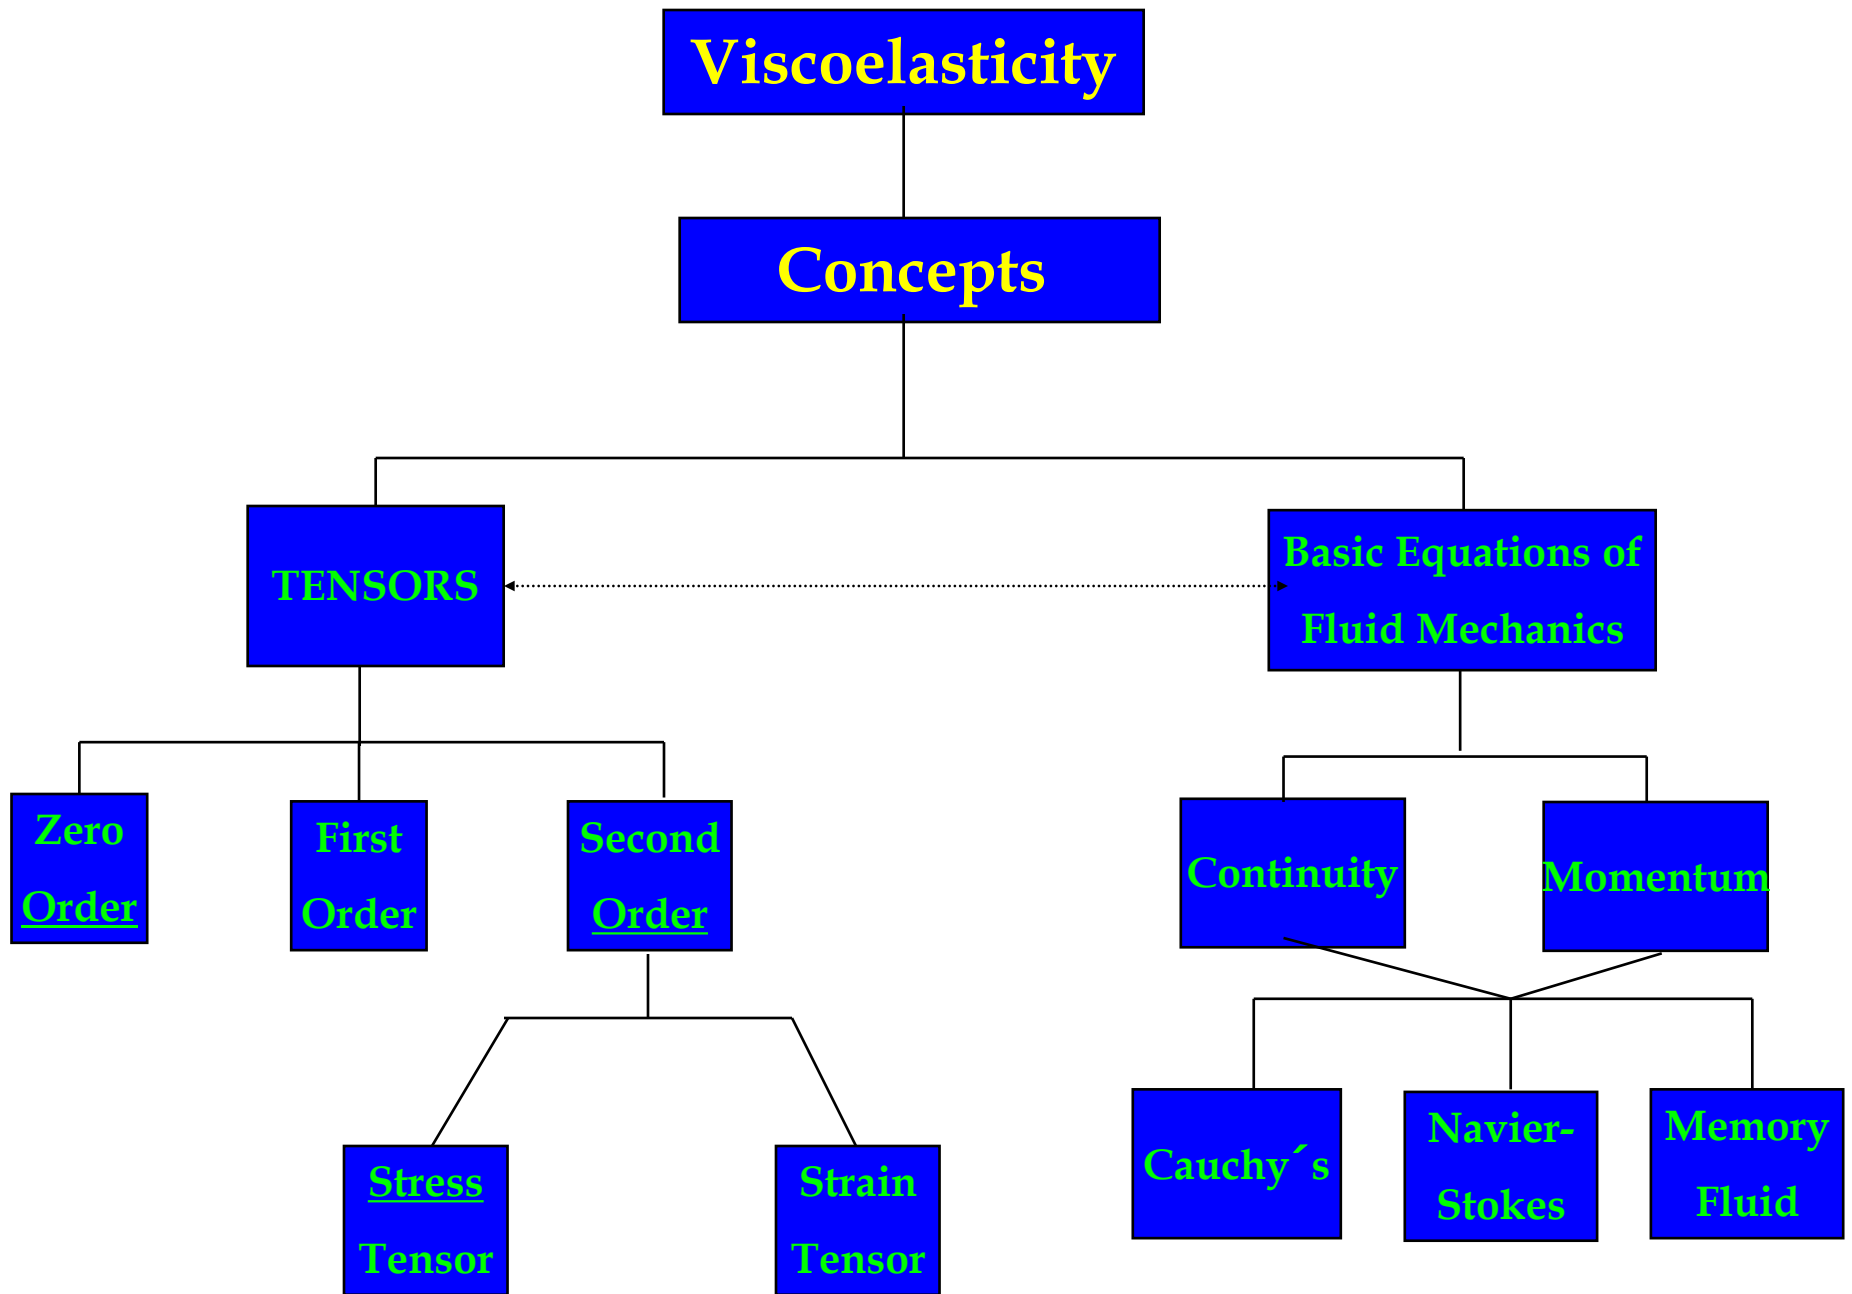 Viscoelasticity
Concepts
TENSORS
Basic Equations of
Fluid Mechanics
Zero
Order
First
Order
Second
Order
Continuity
Momentum
Stress
Tensor
Strain
Tensor
Cauchy´s
Navier-
Stokes
Memory
Fluid